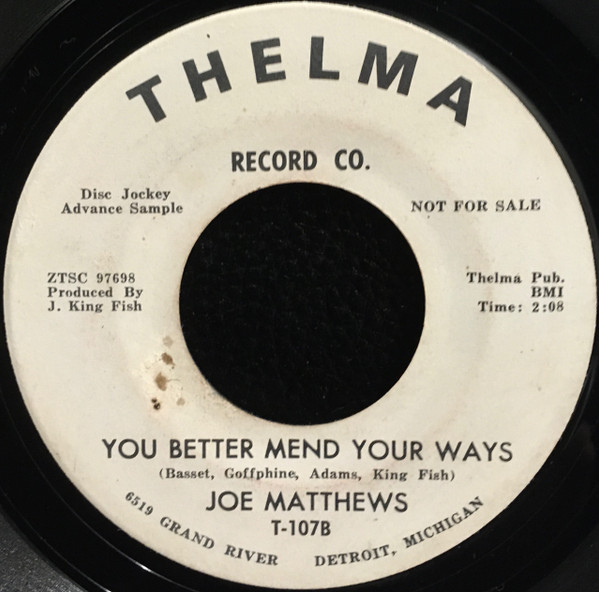 THELMA
RECORD CO.
Disc Jockey
Advance Sample
NOT FOR SALE
ZTSC 97698
Produced By
J. King Fish
Thelma Pub.
BMI
Time: 2:08
YOU BETTER MEND YOUR WAYS
(Basset, Goffphine, Adams, King Fish)
JOE MATTHEWS
T-107B
6519 GRAND RIVER DETROIT, MICHIGAN